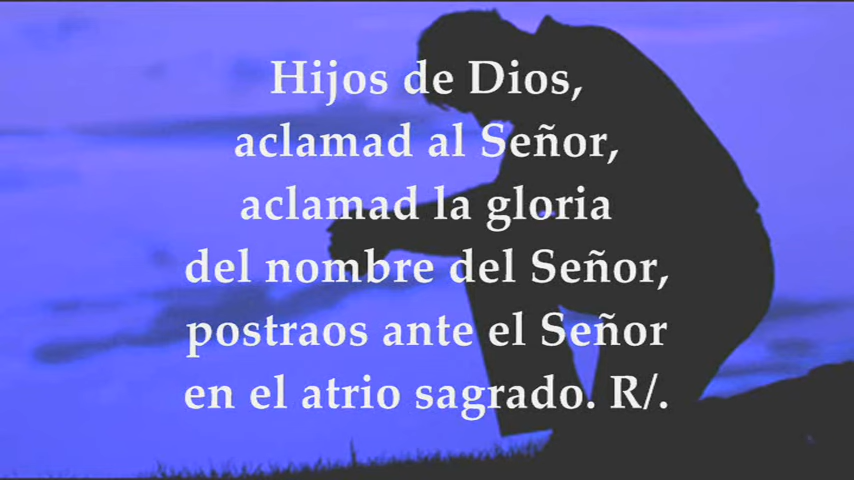 Hijos de Dios,
aclamad al Señor,
aclamad la gloria
del nombre del Señor,
postraos ante el Señor
en el atrio sagrado. R/.